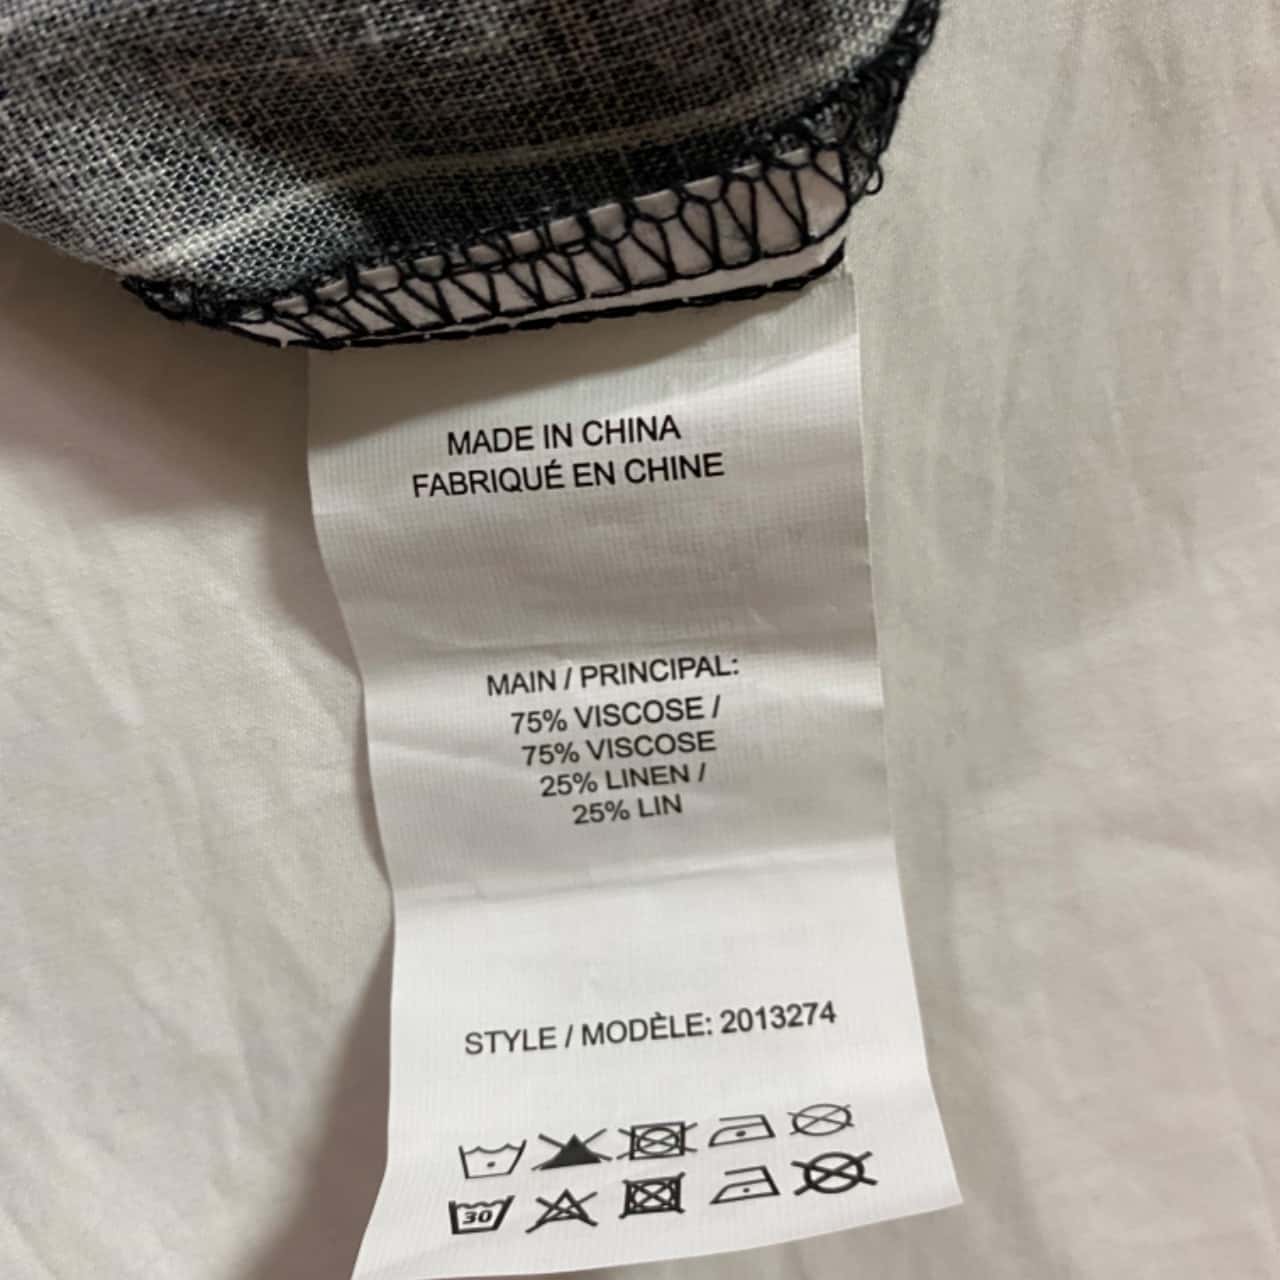 MADE IN CHINA
FABRIQUÉ EN CHINE
MAIN / PRINCIPAL:
75% VISCOSE /
75% VISCOSE
25% LINEN /
25% LIN
STYLE / MODÈLE: 2013274
30